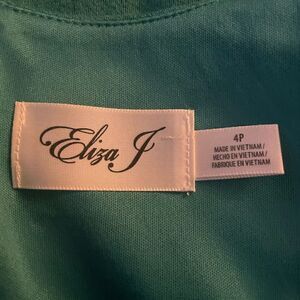 Eliza J
4P
MADE IN VIETNAM/
HECHO EN VIETNAM/
FABRIQUE EN VIETNAM